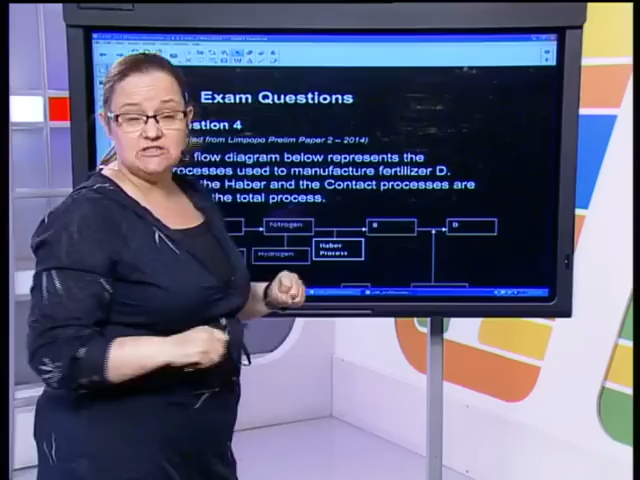 Exam Questions
stion 4
ed from Limpopo Prelim Paper 2 – 2014)
flow diagram below represents the
rocesses used to manufacture fertilizer D.
the Haber and the Contact processes are
the total process.
Nitrogen
B
D
Hydrogen
Haber
Process